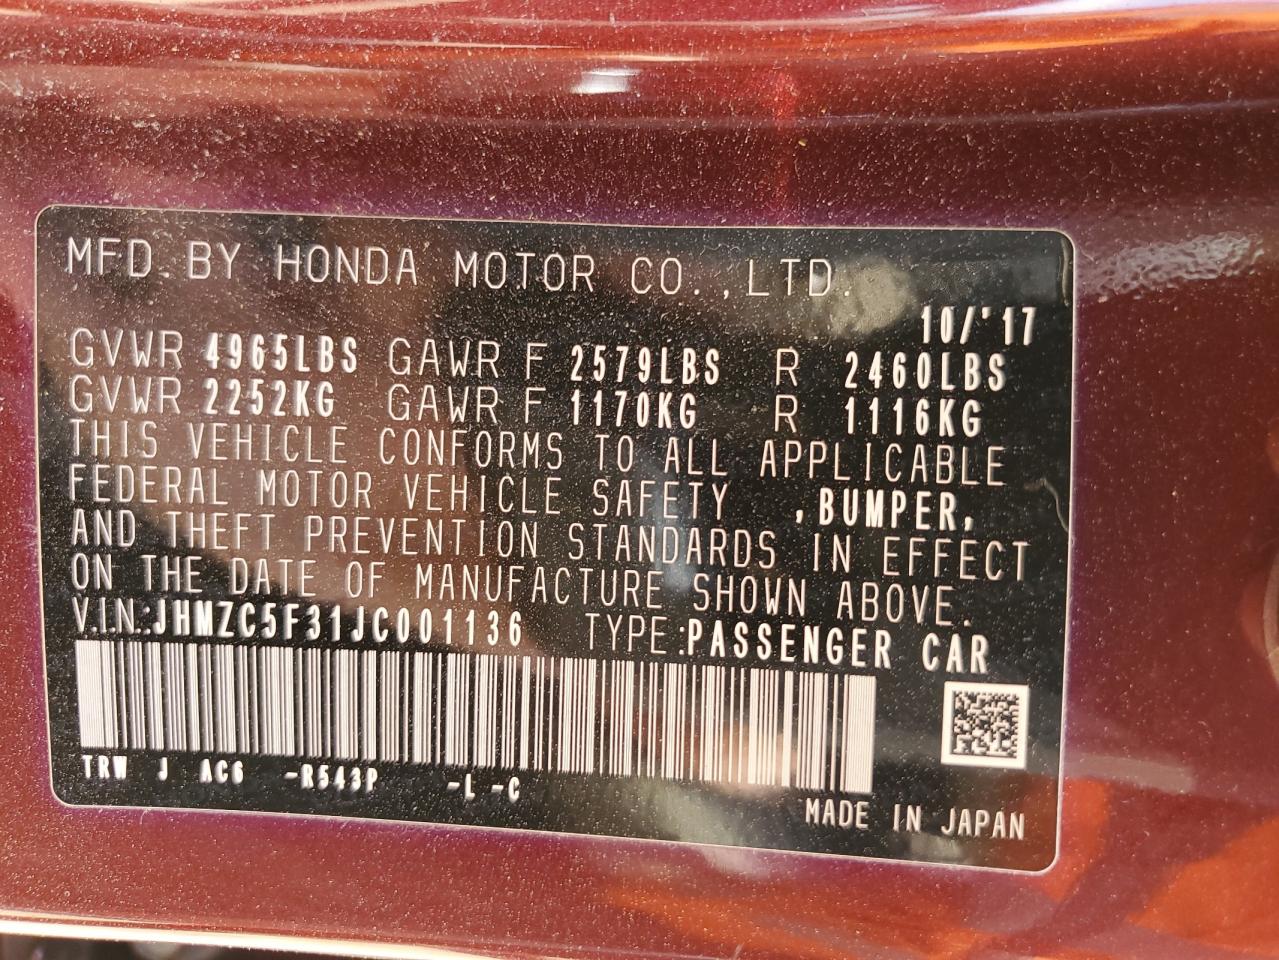 MFD. BY HONDA MOTOR CO.,LTD.
10/'17
GVWR 4965LBS GAWR F 2579LBS R 2460LBS
GVWR 2252KG GAWR F 1170KG R 1116KG
THIS VEHICLE CONFORMS TO ALL APPLICABLE
FEDERAL MOTOR VEHICLE SAFETY ,BUMPER,
AND THEFT PREVENTION STANDARDS IN EFFECT
ON THE DATE OF MANUFACTURE SHOWN ABOVE.
V.I.N.:JHMZC5F31JC001136 TYPE:PASSENGER CAR
TRW J AC6 -R543P -L -C
MADE IN JAPAN